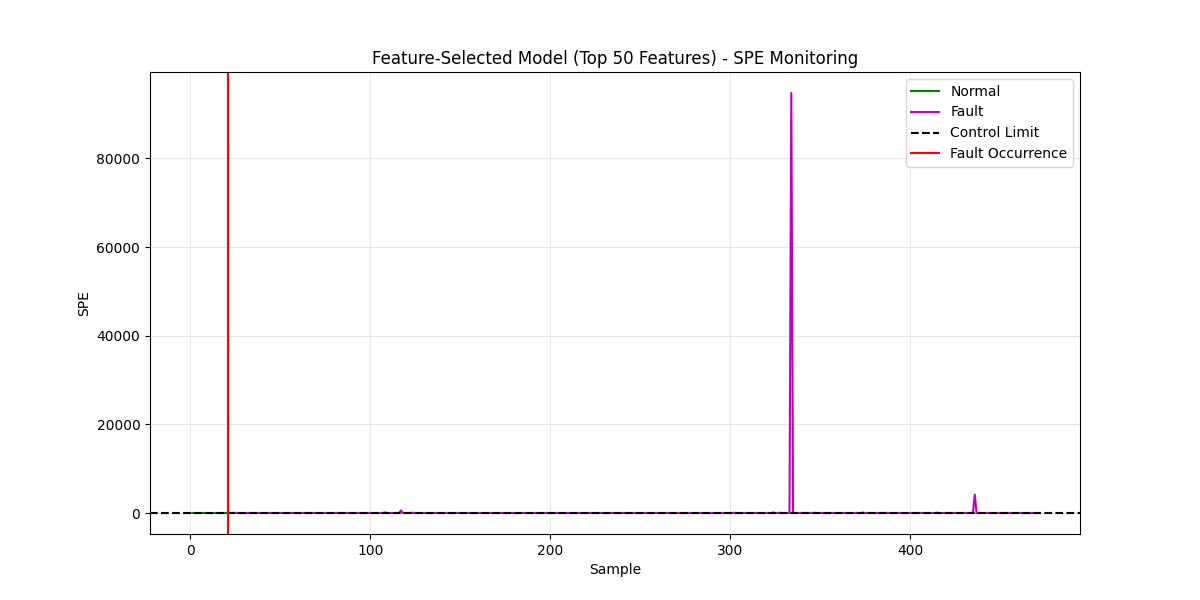 Feature-Selected Model (Top 50 Features) - SPE Monitoring
Normal
Fault
Control Limit
Fault Occurrence
80000
60000
40000
20000
0
SPE
0 100 200 300 400
Sample